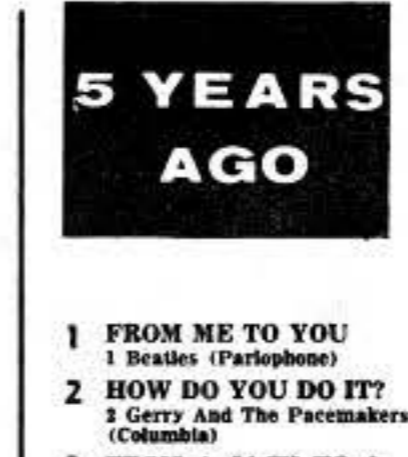 5 YEARS
AGO
1 FROM ME TO YOU
1 Beatles (Parlophone)
2 HOW DO YOU DO IT?
2 Gerry And The Pacemakers
(Columbia)